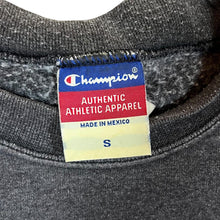 Champion®
AUTHENTIC
ATHLETIC APPAREL
MADE IN MEXICO
S